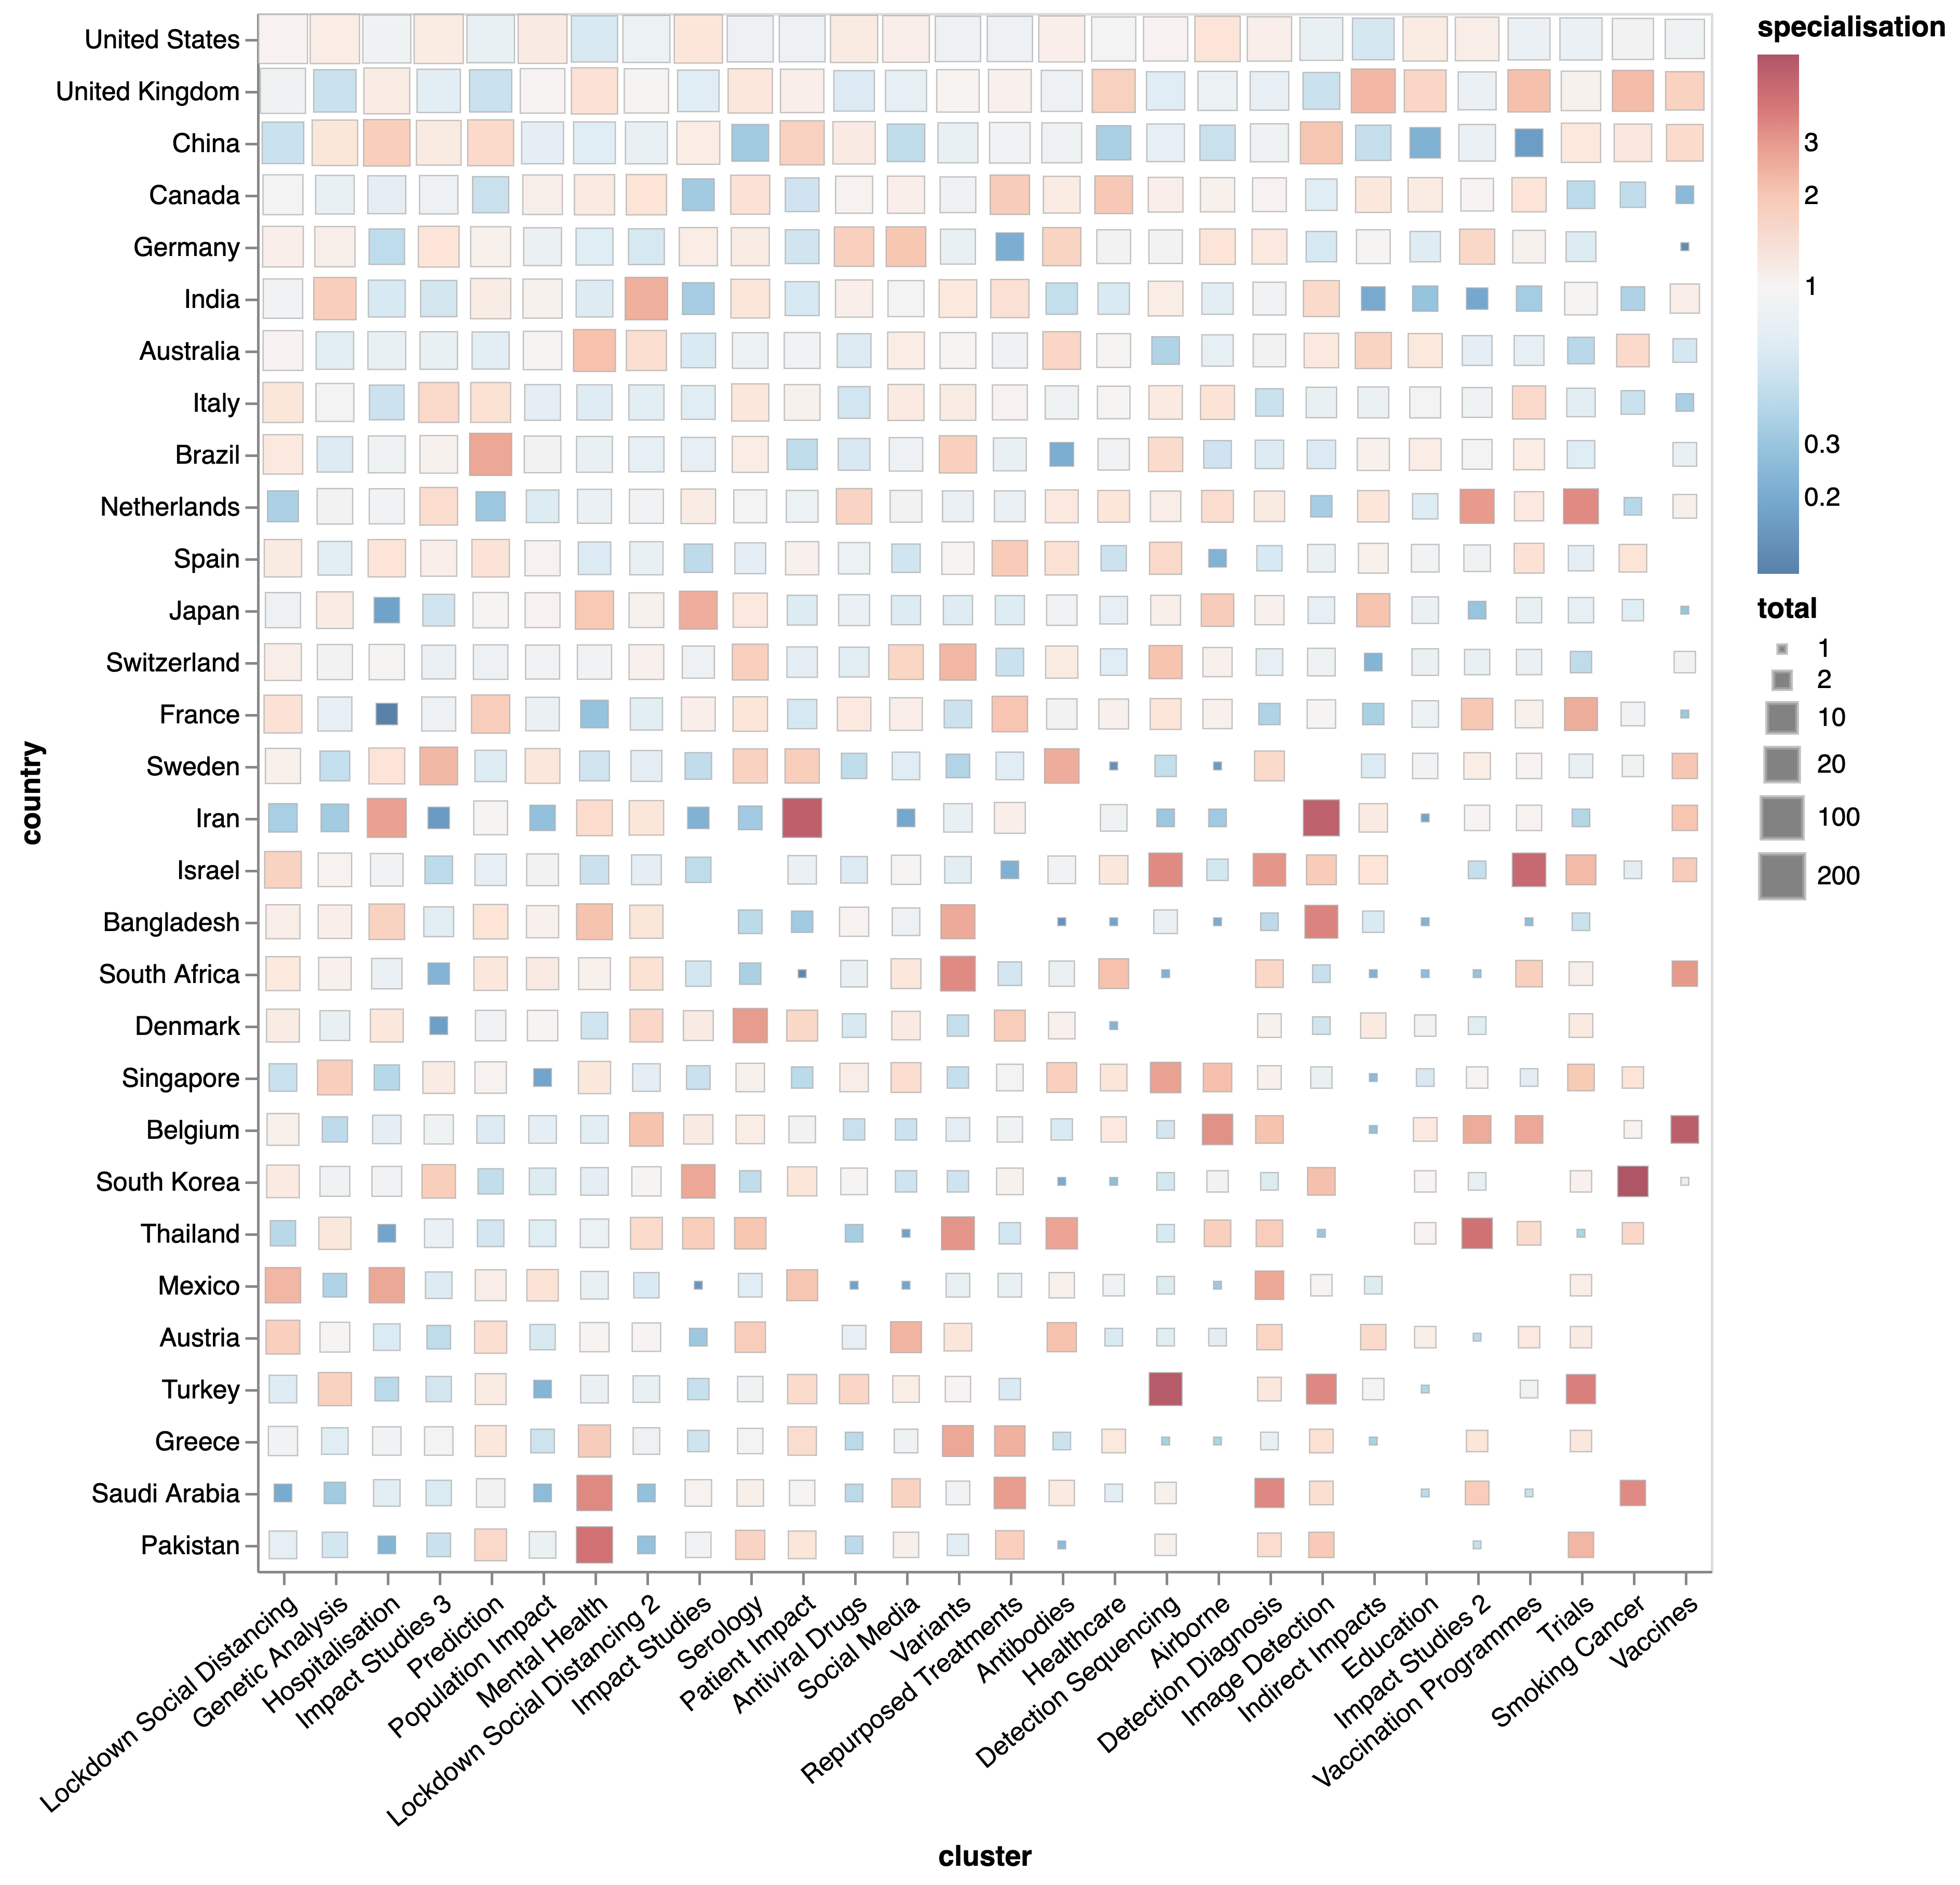 United States
United Kingdom
China
Canada
Germany
India
Australia
Italy
Brazil
Netherlands
Spain
Japan
Switzerland
France
Sweden
Iran
Israel
Bangladesh
South Africa
Denmark
Singapore
Belgium
South Korea
Thailand
Mexico
Austria
Turkey
Greece
Saudi Arabia
Pakistan
country
Lockdown Social Distancing
Genetic Analysis
Hospitalisation
Impact Studies 3
Prediction
Population Impact
Mental Health
Lockdown Social Distancing 2
Impact Studies
Serology
Patient Impact
Antiviral Drugs
Social Media
Variants
Repurposed Treatments
Antibodies
Healthcare
Detection Sequencing
Airborne
Detection Diagnosis
Image Detection
Indirect Impacts
Education
Impact Studies 2
Vaccination Programmes
Trials
Smoking Cancer
Vaccines
cluster
specialisation
3
2
1
0.3
0.2
total
1
2
10
20
100
200